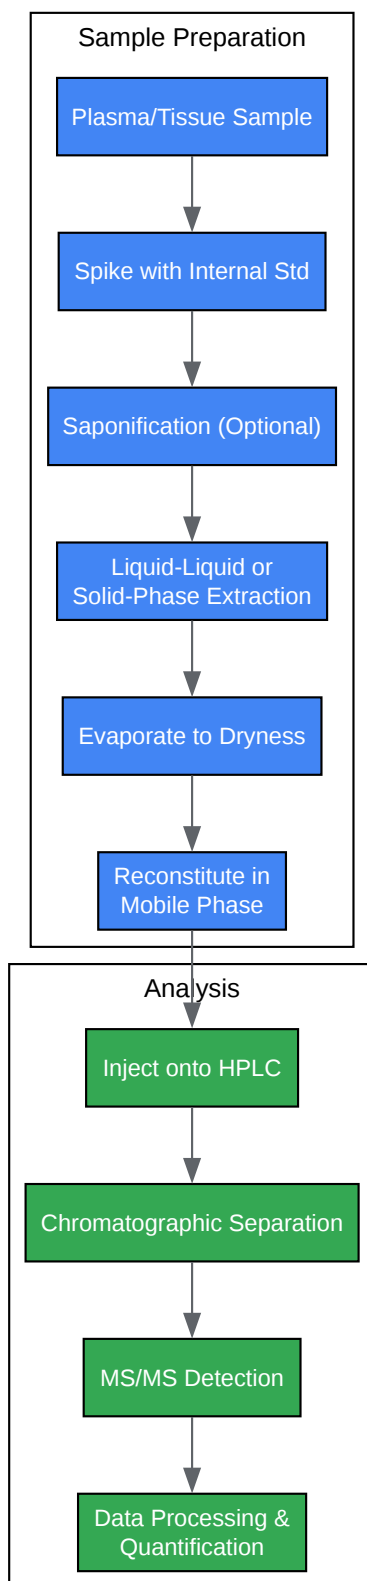 Sample Preparation
Plasma/Tissue Sample
Spike with Internal Std
Saponification (Optional)
Liquid-Liquid or
Solid-Phase Extraction
Evaporate to Dryness
Reconstitute in
Mobile Phase
Analysis
Inject onto HPLC
Chromatographic Separation
MS/MS Detection
Data Processing &
Quantification